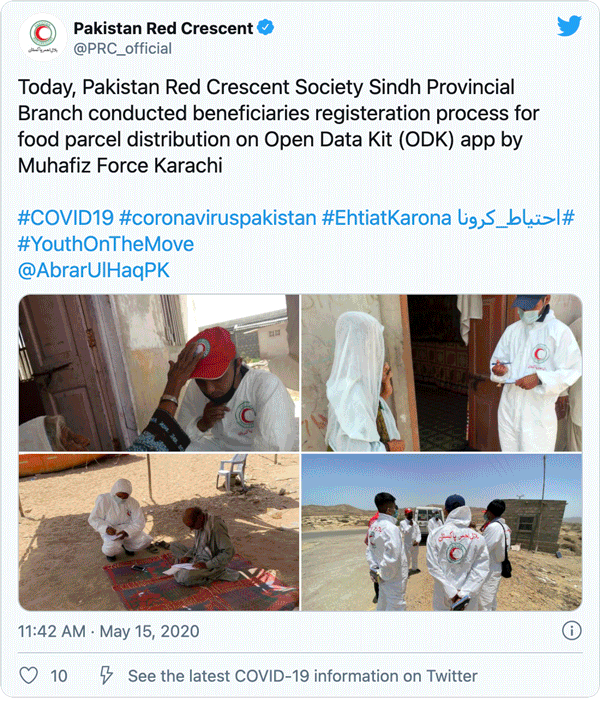 Pakistan Red Crescent
@PRC_official
Today, Pakistan Red Crescent Society Sindh Provincial
Branch conducted beneficiaries registeration process for
food parcel distribution on Open Data Kit (ODK) app by
Muhafiz Force Karachi
#COVID19 #coronaviruspakistan #EhtiatKarona #احتیاط_کرونا
#YouthOnTheMove
@AbrarUlHaqPK
11:42 AM · May 15, 2020
10
See the latest COVID-19 information on Twitter